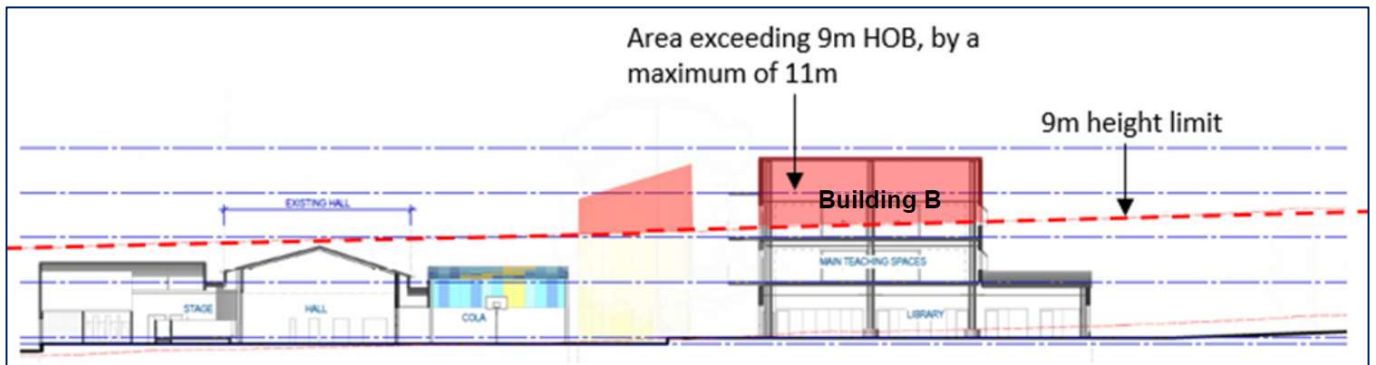 Area exceeding 9m HOB, by a
maximum of 11m
9m height limit
EXISTING HALL
Building B
MAIN TEACHING SPACES
STAGE
HALL
COLA
LIBRARY